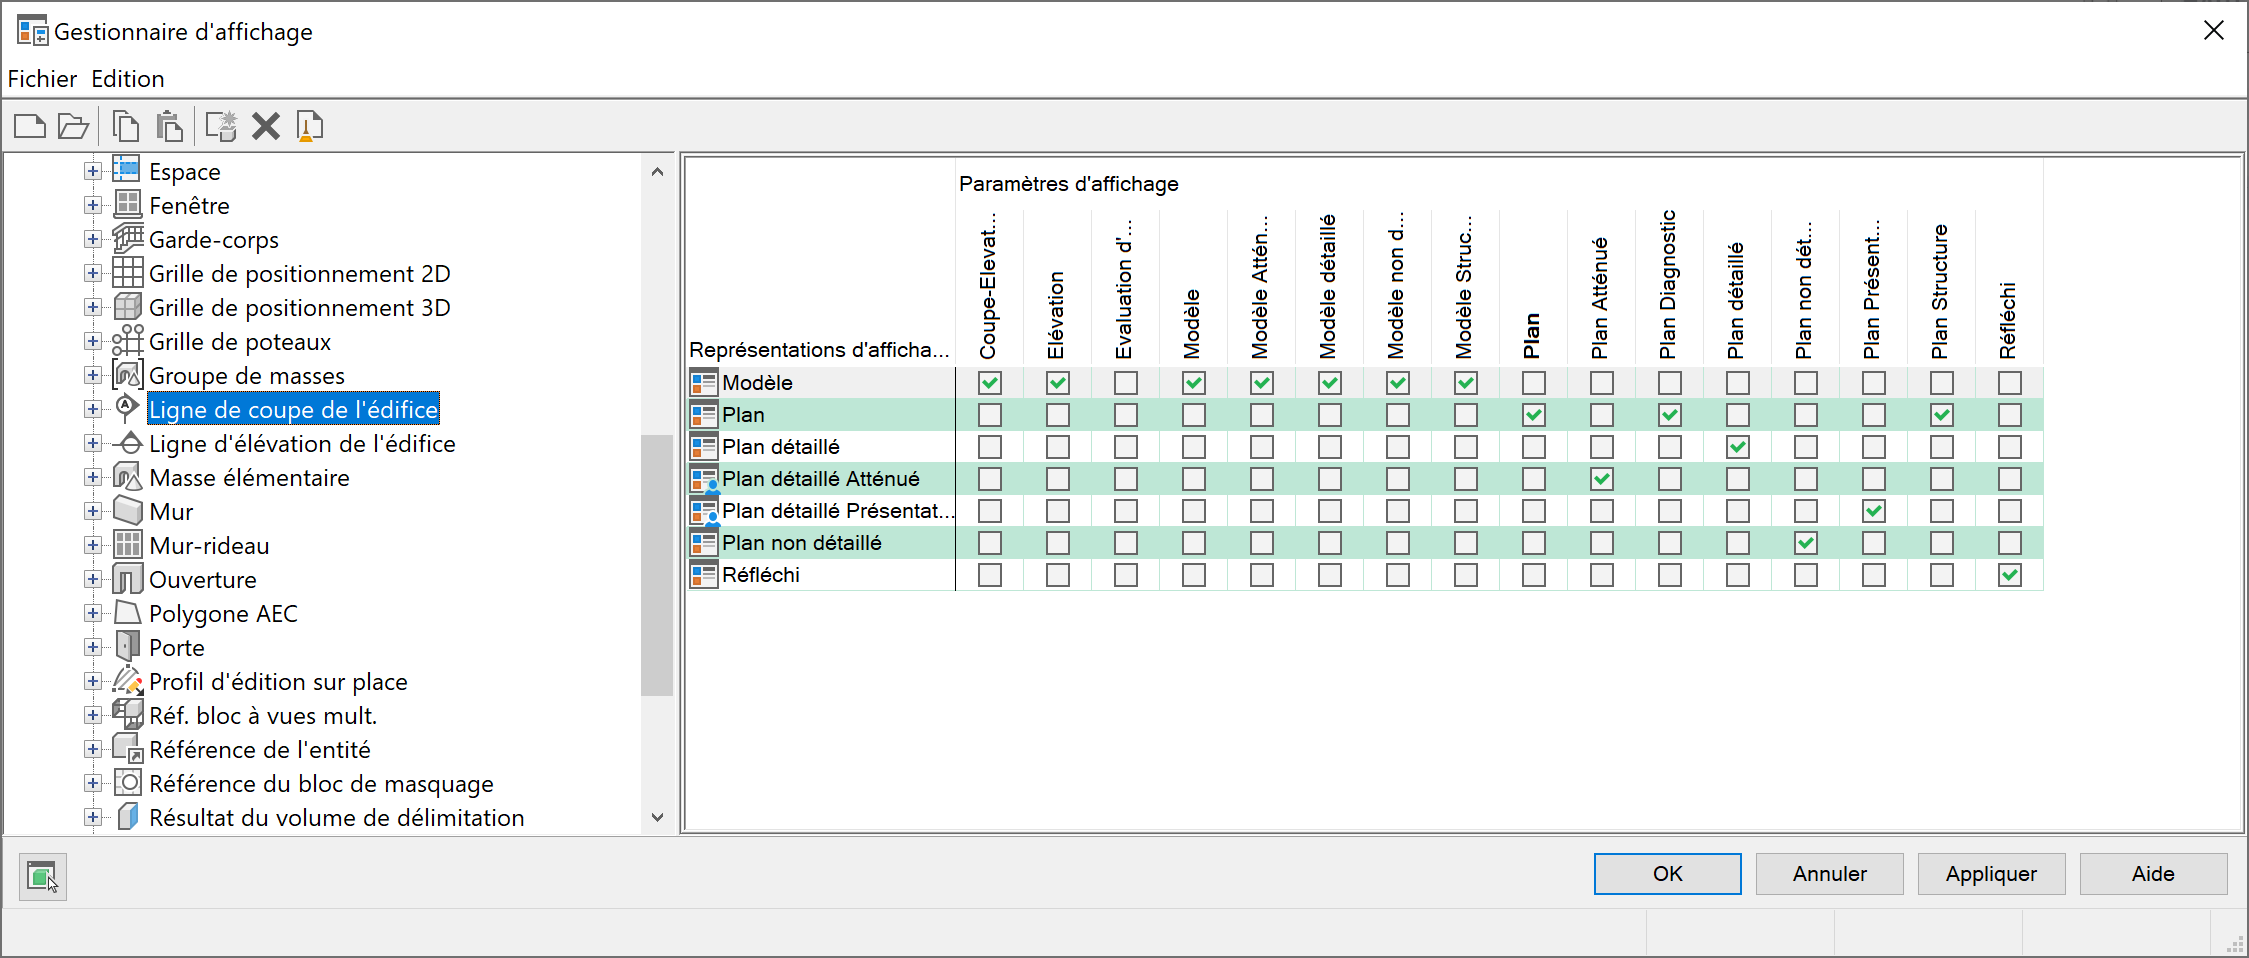 Gestionnaire d'affichage
Fichier Edition
Espace
Fenêtre
Garde-corps
Grille de positionnement 2D
Grille de positionnement 3D
Grille de poteaux
Groupe de masses
Ligne de coupe de l'édifice
Ligne d'élévation de l'édifice
Masse élémentaire
Mur
Mur-rideau
Ouverture
Polygone AEC
Porte
Profil d'édition sur place
Réf. bloc à vues mult.
Référence de l'entité
Référence du bloc de masquage
Résultat du volume de délimitation
Paramètres d'affichage
Représentations d'afficha...
Coupe-Elevat...
Elévation
Evaluation d'...
Modèle
Modèle Attén...
Modèle détaillé
Modèle non d...
Modèle Struc...
Plan
Plan Atténué
Plan Diagnostic
Plan détaillé
Plan non dét...
Plan Présent...
Plan Structure
Réfléchi
Modèle
Plan
Plan détaillé
Plan détaillé Atténué
Plan détaillé Présentat...
Plan non détaillé
Réfléchi
OK
Annuler
Appliquer
Aide